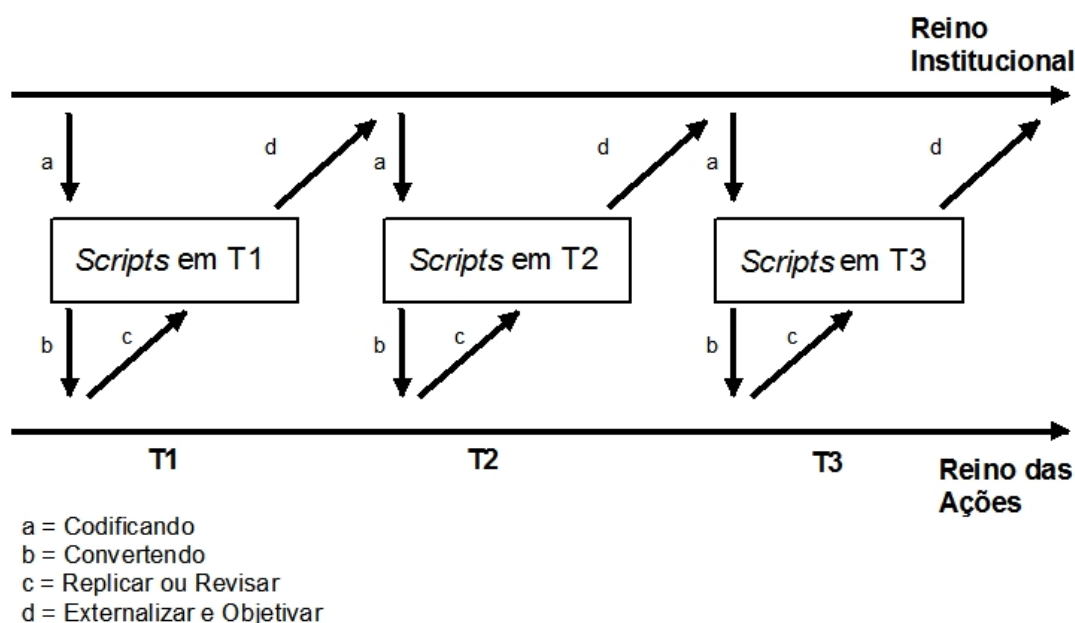 Reino
Institucional
a
d
a
d
a
d
Scripts em T1
Scripts em T2
Scripts em T3
b
c
b
c
b
c
T1
T2
T3
Reino das
Ações
a = Codificando
b = Convertendo
c = Replicar ou Revisar
d = Externalizar e Objetivar